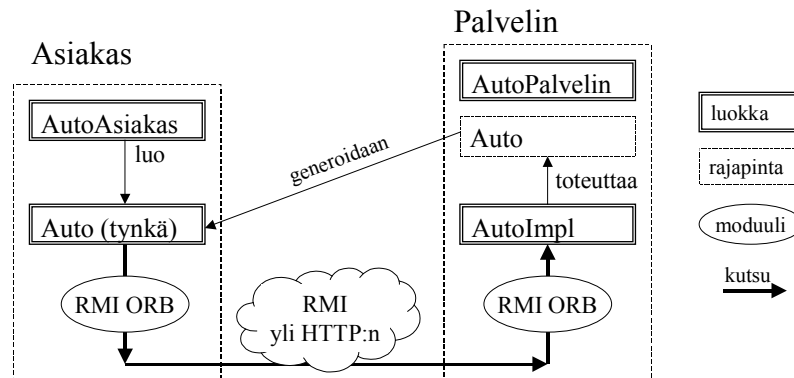 Asiakas
AutoAsiakas
luo
Auto (tynkä)
RMI ORB
generoidaan
RMI
yli HTTP:n
Palvelin
AutoPalvelin
Auto
toteuttaa
AutoImpl
RMI ORB
luokka
rajapinta
moduuli
kutsu